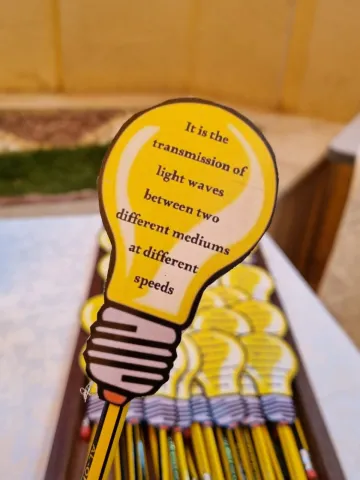 It is the
transmission of
light waves
between two
different mediums
at different
speeds